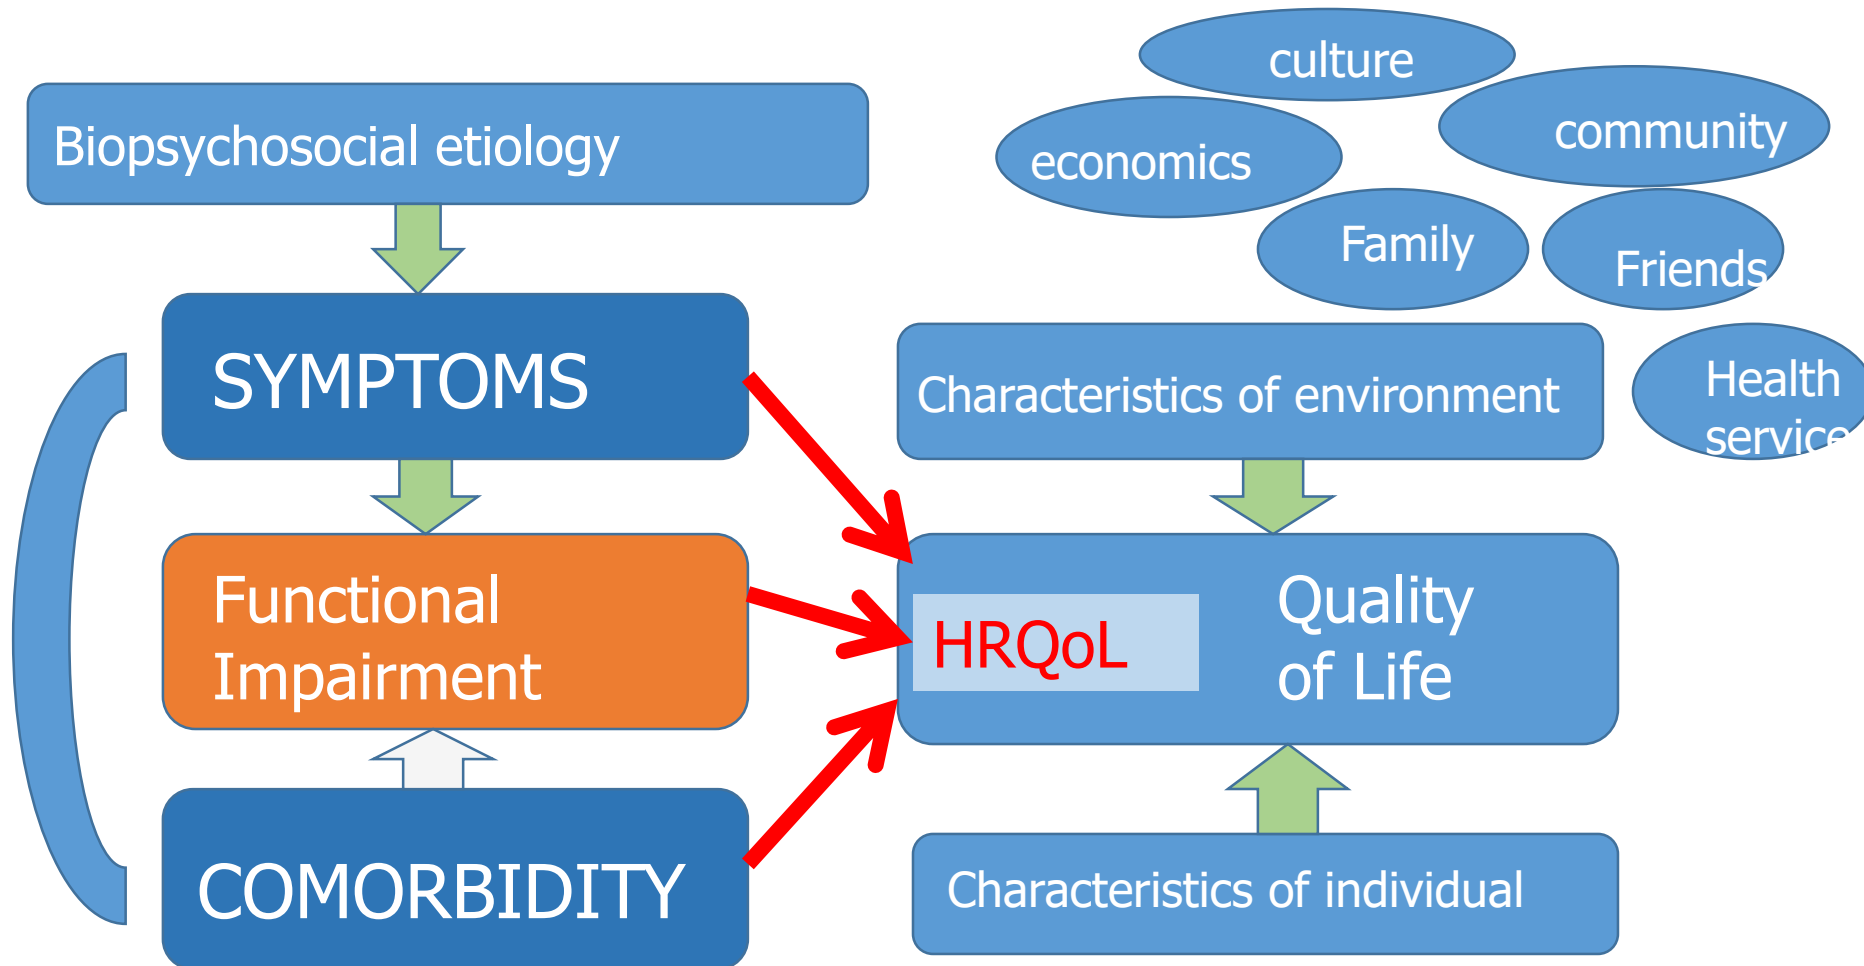 culture
community
Biopsychosocial etiology
economics
Family
Friends
SYMPTOMS
Characteristics of environment
Health
service
Functional
Impairment
HRQoL
Quality
of Life
COMORBIDITY
Characteristics of individual